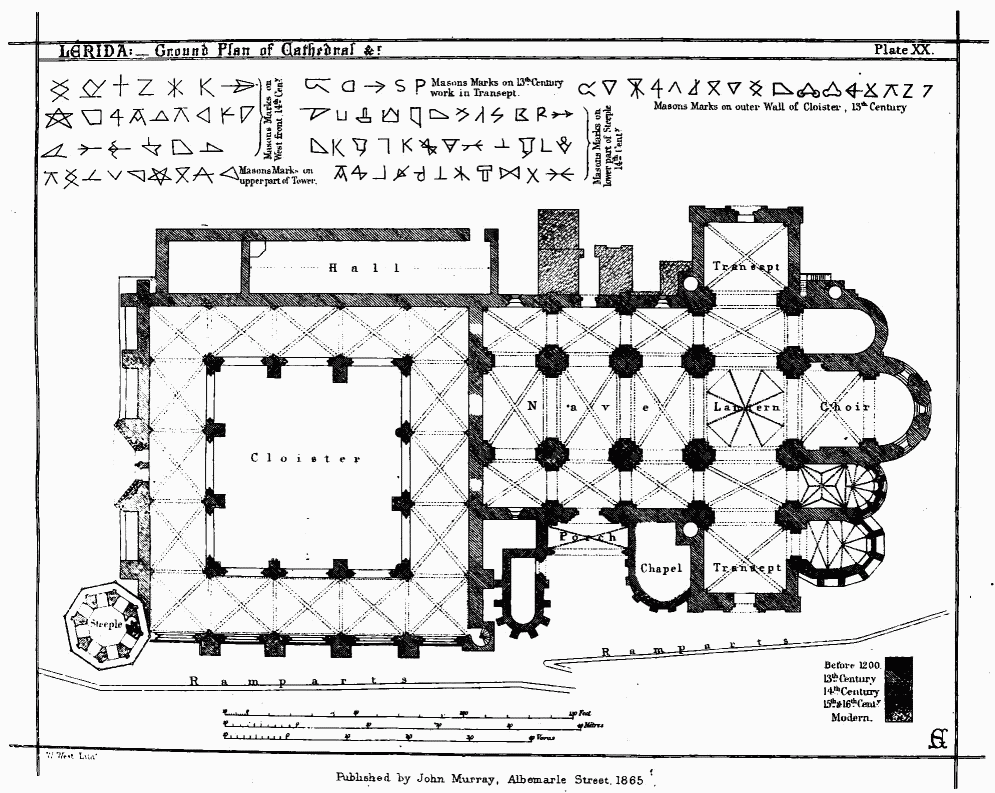 LERIDA:— Ground Plan of Cathedral &c
Plate XX.
Masons Marks on
West front, 14th Centy
Masons Marks on 13th Century
work in Transept.
Masons Marks on outer Wall of Cloister, 13th Century
Masons Marks on
lower part of Steeple
14th Centy
Masons Marks on
upper part of Tower.
Hall
Transept
Nave
Lantern
Choir
Cloister
Porch
Chapel
Transept
Steeple
Ramparts
Ramparts
Before 1200.
13th Century
14th Century
15th & 16th Centy
Modern.
Feet
Mètres
Varas
W West Lith
Published by John Murray, Albemarle Street, 1865